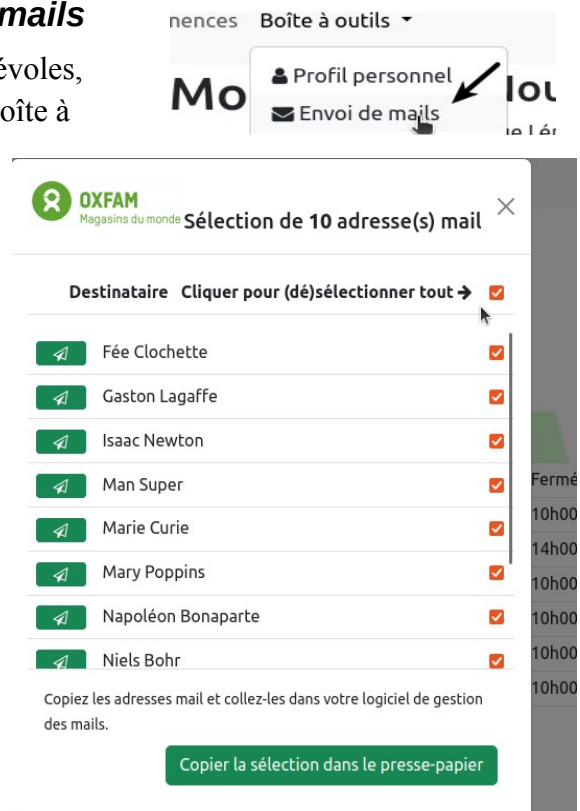 mails
nences Boîte à outils
évoles,
oîte à
Mo
Profil personnel
Envoi de mails
OXFAM
Magasins du monde
Sélection de 10 adresse(s) mail
Destinataire Cliquer pour (dé)sélectionner tout →
Fée Clochette
Gaston Lagaffe
Isaac Newton
Man Super
Marie Curie
Mary Poppins
Napoléon Bonaparte
Niels Bohr
Fermé
10h00
14h00
10h00
10h00
10h00
10h00
Copiez les adresses mail et collez-les dans votre logiciel de gestion
des mails.
Copier la sélection dans le presse-papier